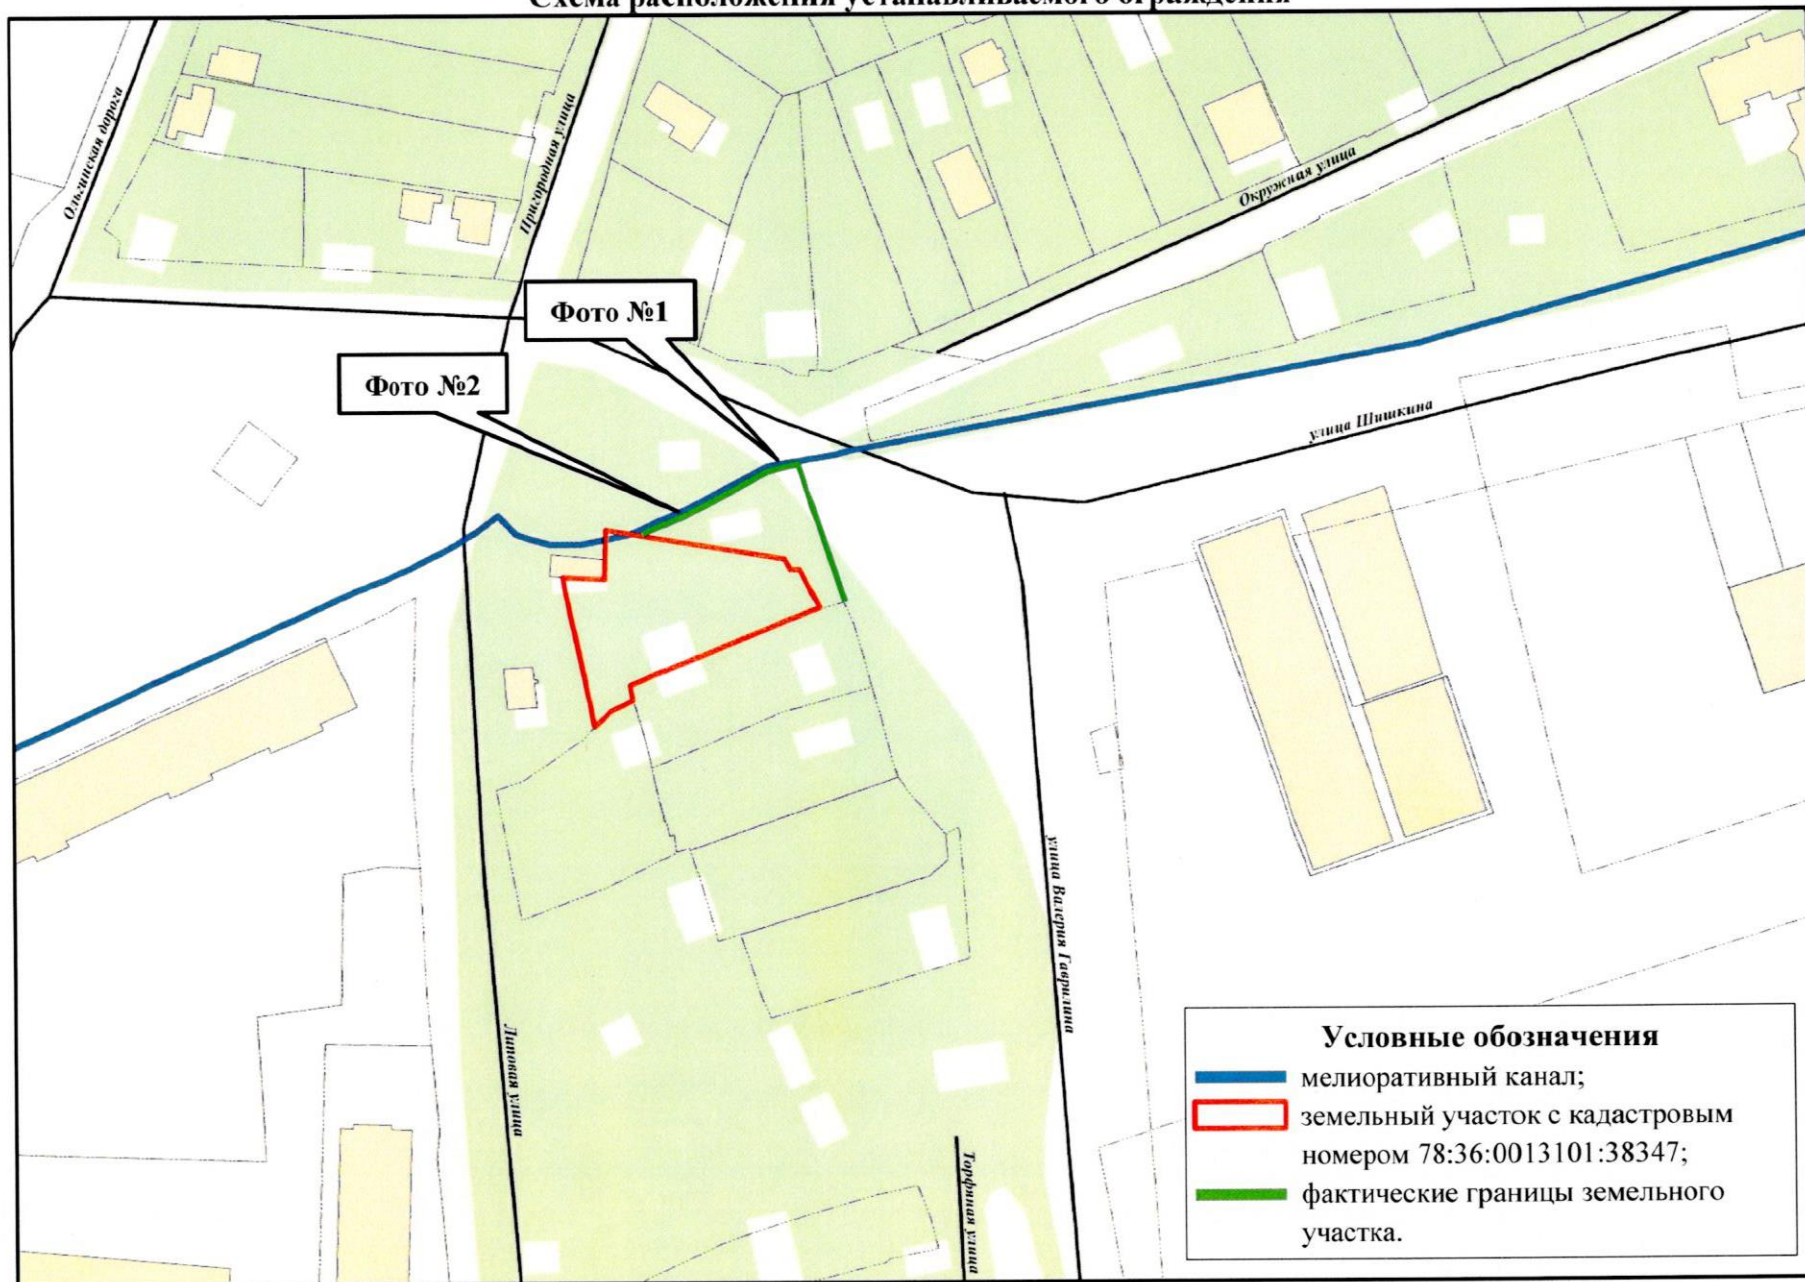 Схема расположения устанавливаемого ограждения
Ольгинская дорога
Пригородная улица
Окружная улица
Фото №1
Фото №2
улица Шишкина
улица Валерия Гаврилина
Липовая улица
Торфяная улица
Условные обозначения
мелиоративный канал;
земельный участок с кадастровым
номером 78:36:0013101:38347;
фактические границы земельного
участка.